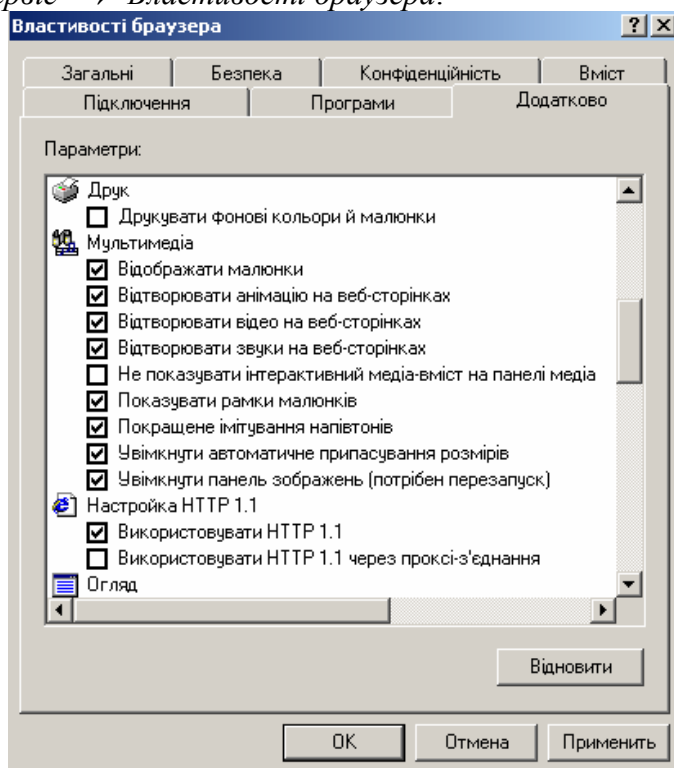 → Властивості браузера.
Властивості браузера
Загальні Безпека Конфіденційність Вміст
Підключення Програми Додатково
Параметри:
Друк
Друкувати фонові кольори й малюнки
Мультимедіа
Відображати малюнки
Відтворювати анімацію на веб-сторінках
Відтворювати відео на веб-сторінках
Відтворювати звуки на веб-сторінках
Не показувати інтерактивний медіа-вміст на панелі медіа
Показувати рамки малюнків
Покращене імітування напівтонів
Увімкнути автоматичне припасування розмірів
Увімкнути панель зображень (потрібен перезапуск)
Настройка HTTP 1.1
Використовувати HTTP 1.1
Використовувати HTTP 1.1 через проксі-з'єднання
Огляд
Відновити
OK Отмена Применить